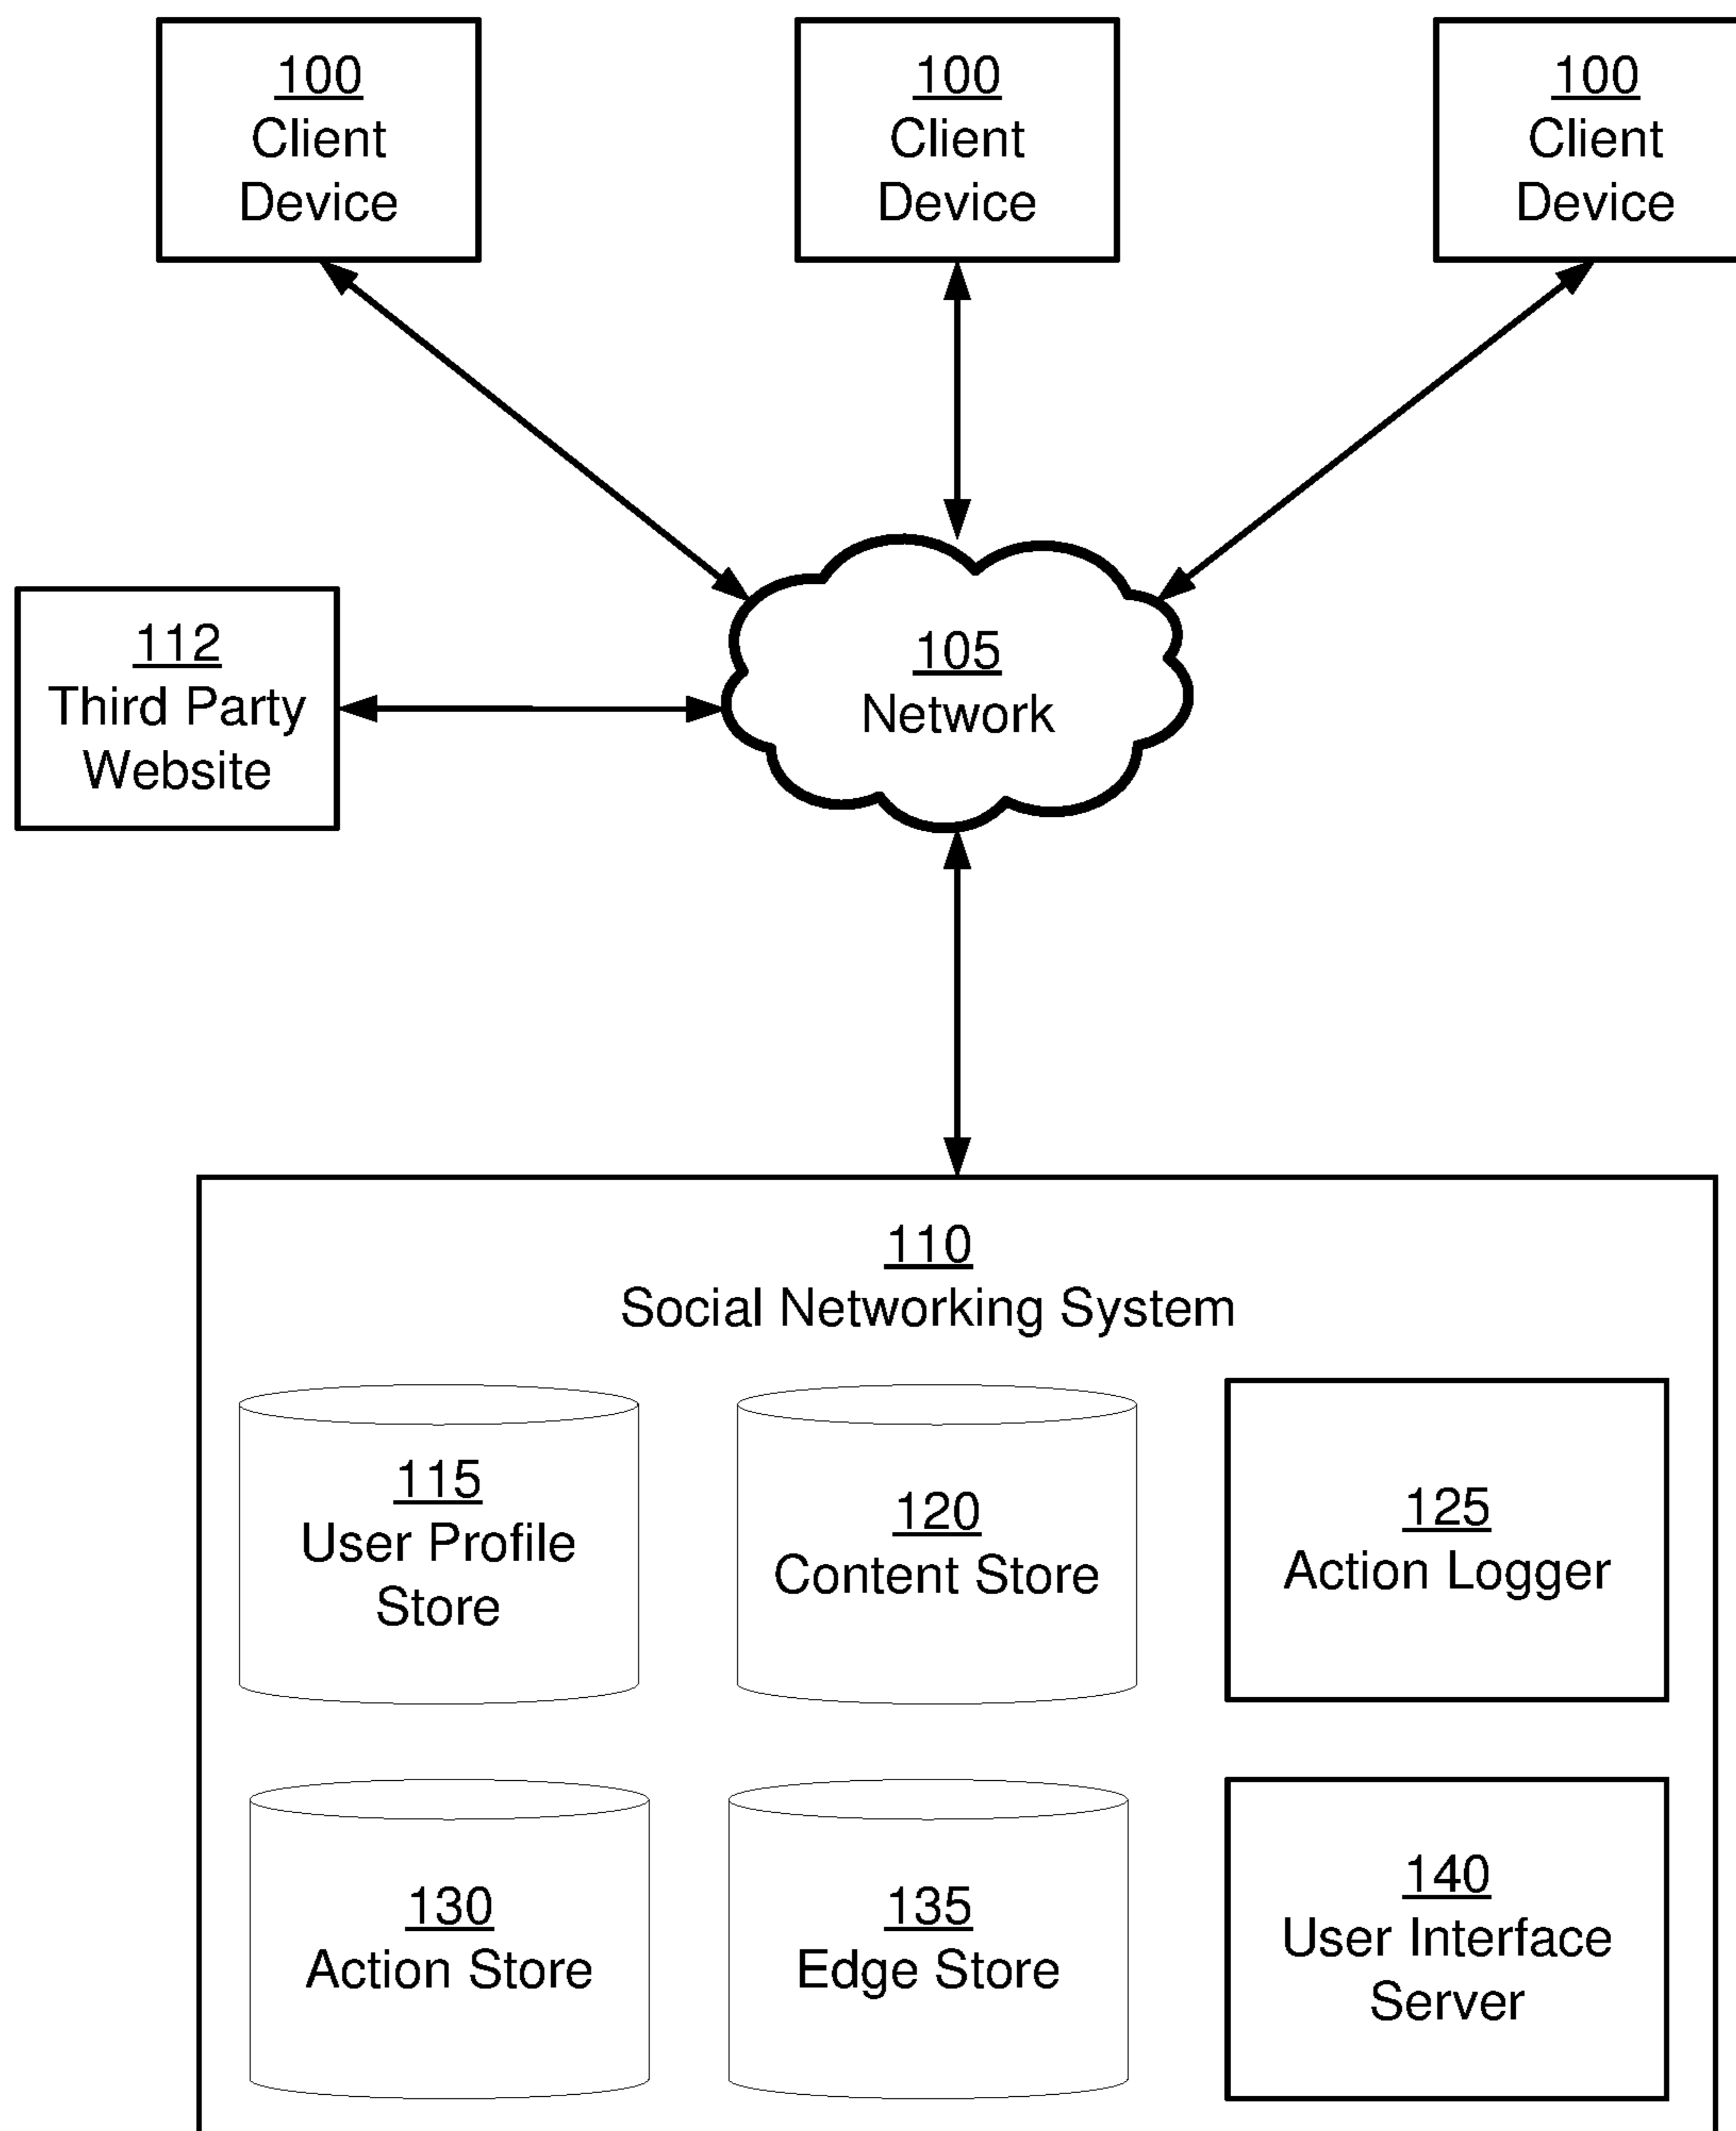 100
Client
Device
100
Client
Device
100
Client
Device
112
Third Party
Website
105
Network
110
Social Networking System
115
User Profile
Store
120
Content Store
125
Action Logger
130
Action Store
135
Edge Store
140
User Interface
Server